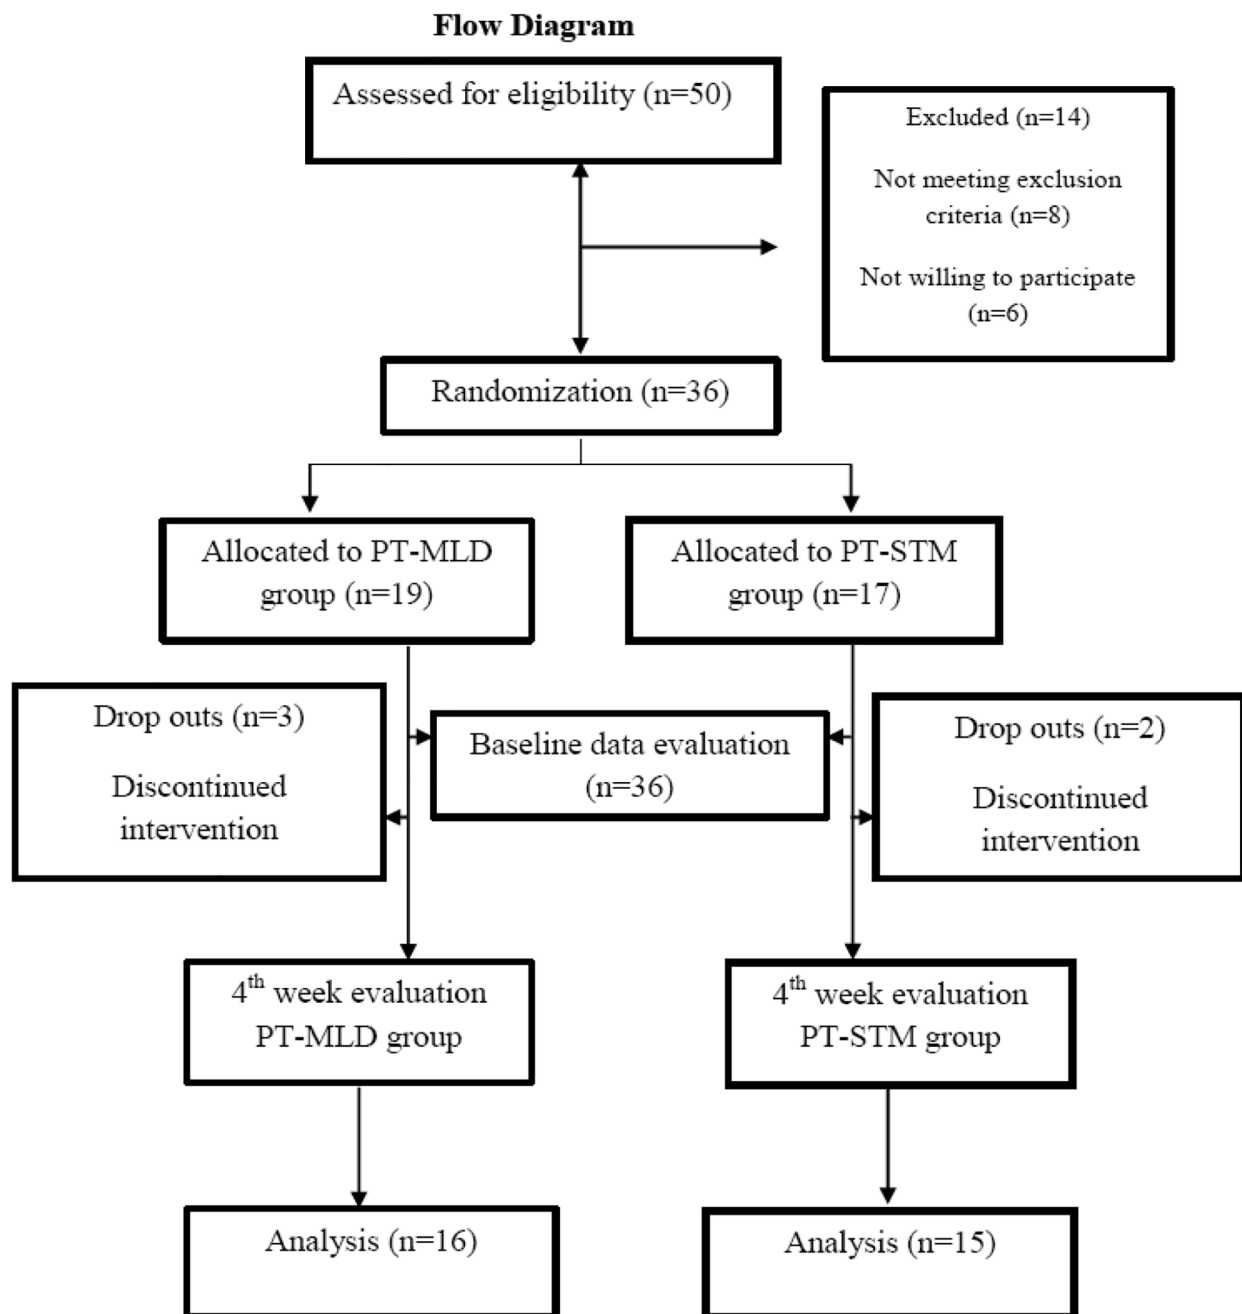 Flow Diagram
Assessed for eligibility (n=50)
Excluded (n=14)
Not meeting exclusion
criteria (n=8)
Not willing to participate
(n=6)
Randomization (n=36)
Allocated to PT-MLD
group (n=19)
Allocated to PT-STM
group (n=17)
Drop outs (n=3)
Discontinued
intervention
Baseline data evaluation
(n=36)
Drop outs (n=2)
Discontinued
intervention
4th week evaluation
PT-MLD group
4th week evaluation
PT-STM group
Analysis (n=16)
Analysis (n=15)